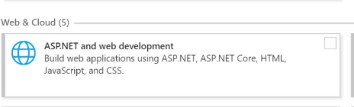 Web & Cloud (5)
ASP.NET and web development
Build web applications using ASP.NET, ASP.NET Core, HTML,
JavaScript, and CSS.